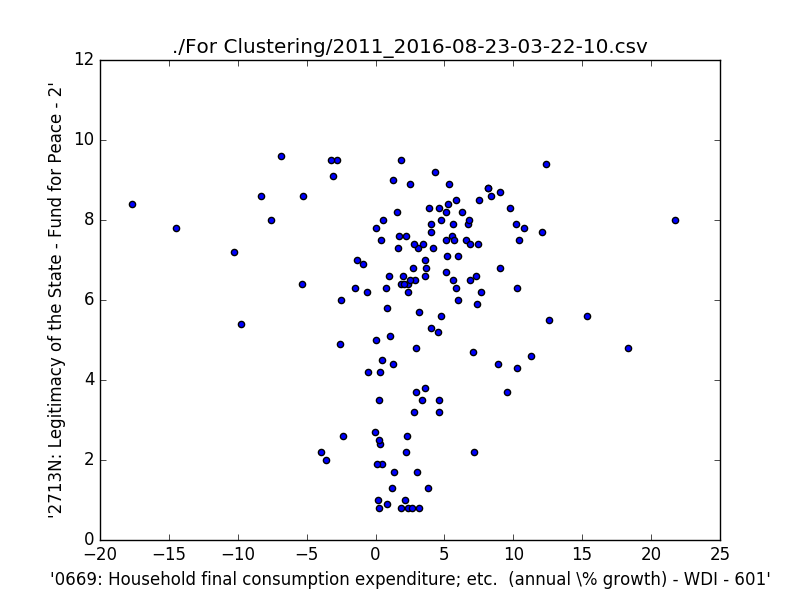 ./For Clustering/2011_2016-08-23-03-22-10.csv
'2713N: Legitimacy of the State - Fund for Peace - 2'
12
10
8
6
4
2
0
−20 −15 −10 −5 0 5 10 15 20 25
'0669: Household final consumption expenditure; etc.  (annual \% growth) - WDI - 601'